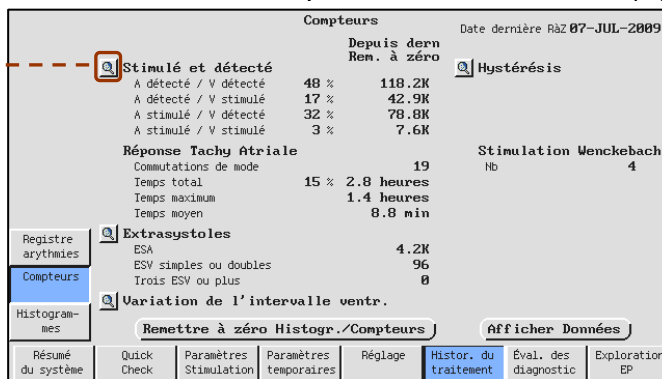 Compteurs
Date dernière RàZ 07-JUL-2009
Depuis dern
Rem. à zéro
Stimulé et détecté
Hystérésis
A détecté / V détecté 48 % 118.2K
A détecté / V stimulé 17 % 42.9K
A stimulé / V détecté 32 % 78.8K
A stimulé / V stimulé 3 % 7.6K
Réponse Tachy Atriale
Stimulation Wenckebach
Commutations de mode 19
Nb 4
Temps total 15 % 2.8 heures
Temps maximum 1.4 heures
Temps moyen 8.8 min
Extrasystoles
ESA 4.2K
ESV simples ou doubles 96
Trois ESV ou plus 0
Variation de l'intervalle ventr.
Registre
arythmies
Compteurs
Histogram-
mes
Remettre à zéro Histogr./Compteurs
Afficher Données
Résumé
du système
Quick
Check
Paramètres
Stimulation
Paramètres
temporaires
Réglage
Histor. du
traitement
Éval. des
diagnostic
Exploration
EP